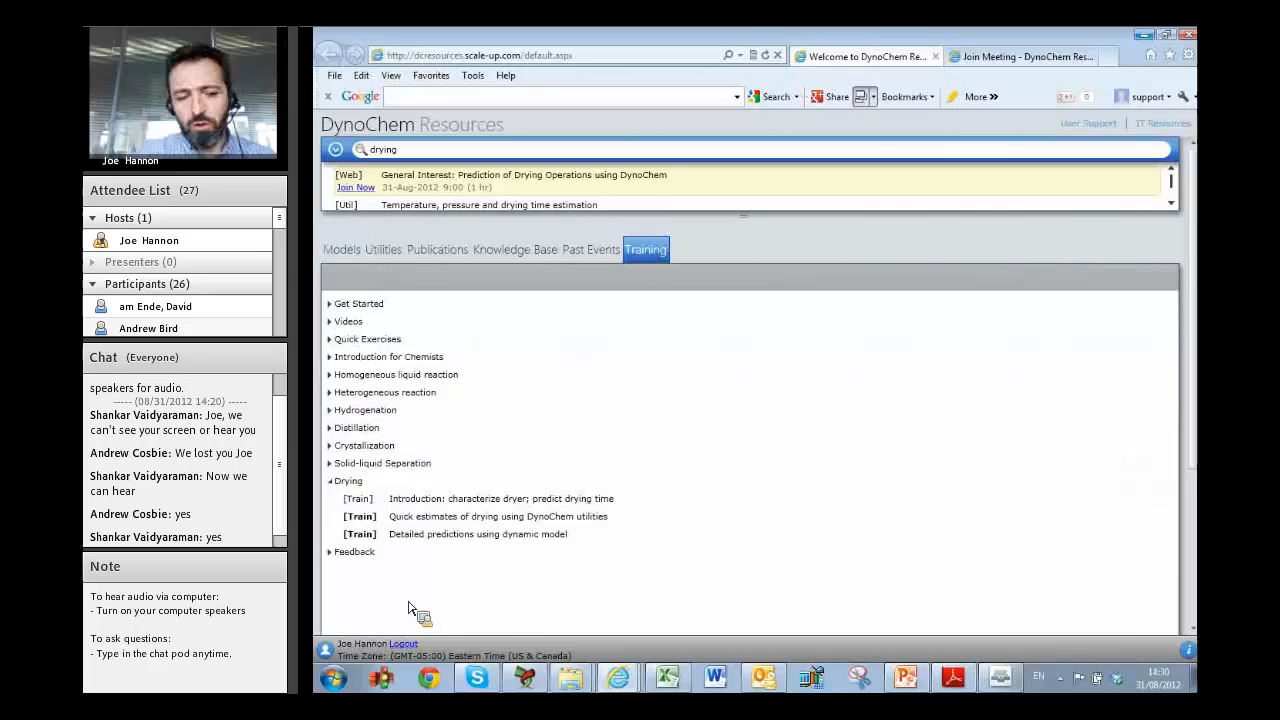 Joe Hannon
Attendee List (27)
Hosts (1)
Joe Hannon
Presenters (0)
Participants (26)
am Ende, David
Andrew Bird
Chat (Everyone)
speakers for audio.
----- (08/31/2012 14:20) -----
Shankar Vaidyaraman: Joe, we
can't see your screen or hear you
Andrew Cosbie: We lost you Joe
Shankar Vaidyaraman: Now we
can hear
Andrew Cosbie: yes
Shankar Vaidyaraman: yes
Note
To hear audio via computer:
- Turn on your computer speakers
To ask questions:
- Type in the chat pod anytime.
http://dcresources.scale-up.com/default.aspx
Welcome to DynoChem Re...
Join Meeting - DynoChem Res...
File Edit View Favorites Tools Help
Google
Search
Share
Bookmarks
More »
0
support
DynoChem Resources
User Support | IT Resources
drying
[Web] General Interest: Prediction of Drying Operations using DynoChem
Join Now 31-Aug-2012 9:00 (1 hr)
[Util] Temperature, pressure and drying time estimation
Models Utilities Publications Knowledge Base Past Events Training
Get Started
Videos
Quick Exercises
Introduction for Chemists
Homogeneous liquid reaction
Heterogeneous reaction
Hydrogenation
Distillation
Crystallization
Solid-liquid Separation
Drying
[Train] Introduction: characterize dryer; predict drying time
[Train] Quick estimates of drying using DynoChem utilities
[Train] Detailed predictions using dynamic model
Feedback
Joe Hannon Logout
Time Zone: (GMT-05:00) Eastern Time (US & Canada)
EN
14:30
31/08/2012